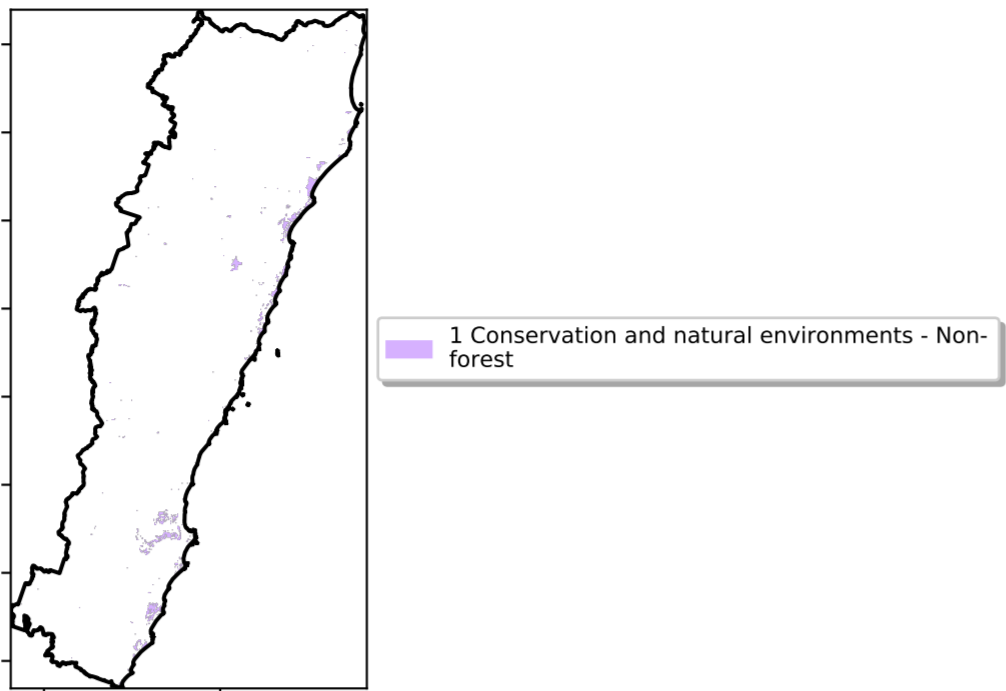 1 Conservation and natural environments - Non-
forest